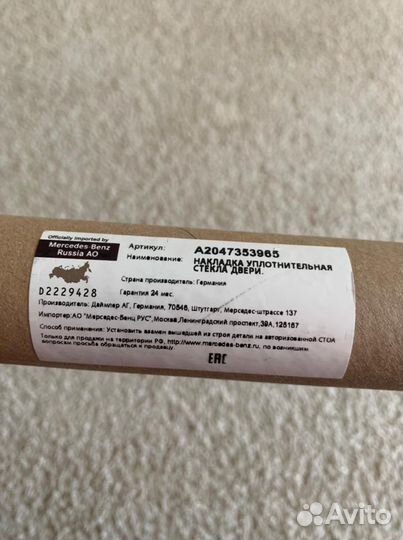 Officially imported by
Mercedes-Benz
Russia AO
D2229428
Артикул: A2047353965
Наименование: НАКЛАДКА УПЛОТНИТЕЛЬНАЯ
СТЕКЛА ДВЕРИ.
Страна производитель: Германия
Гарантия 24 мес.
Производитель: Даймлер АГ, Германия, 70546, Штутгарт, Мерседес-штрассе 137
Импортер:АО "Мерседес-Бенц РУС",Москва,Ленинградский проспект,39А,125167
Способы применения: Установить взамен вышедшей из строя детали на авторизованной СТОА
Только для продажи на территории РФ, http://www.mercedes-benz.ru, по возникшим
вопросам просьба обращаться к продавцу.
EAC
Avito